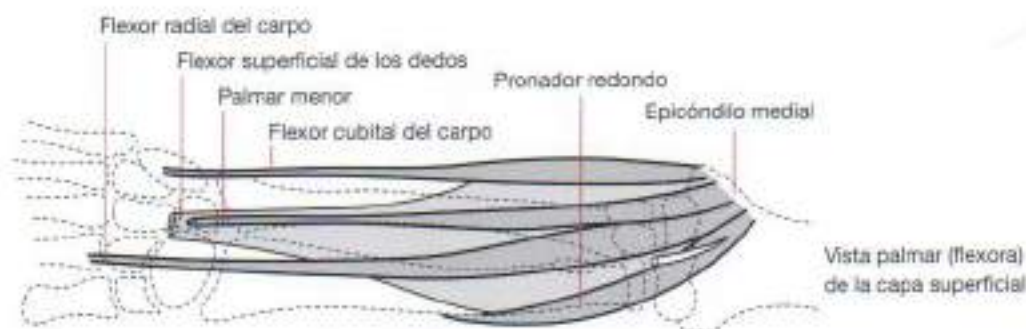 Flexor radial del carpo
Flexor superficial de los dedos
Pronador redondo
Palmar menor
Epicóndilo medial
Flexor cubital del carpo
Vista palmar (flexora)
de la capa superficial